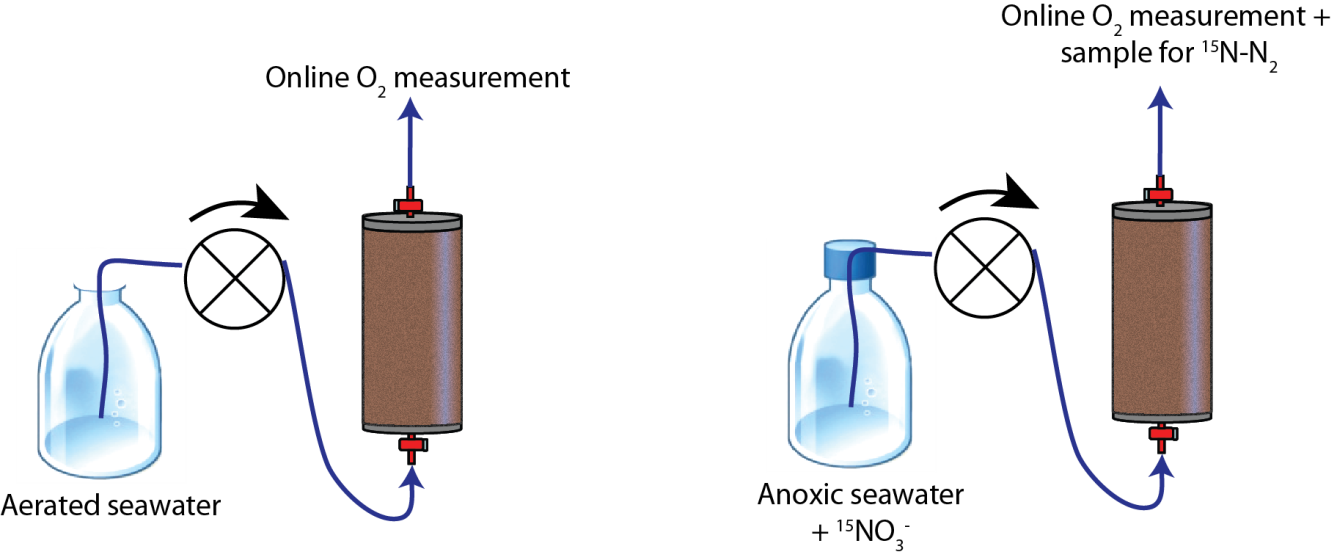 Online O₂ measurement
Aerated seawater
Online O₂ measurement +
sample for ¹⁵N-N₂
Anoxic seawater
+ ¹⁵NO₃⁻